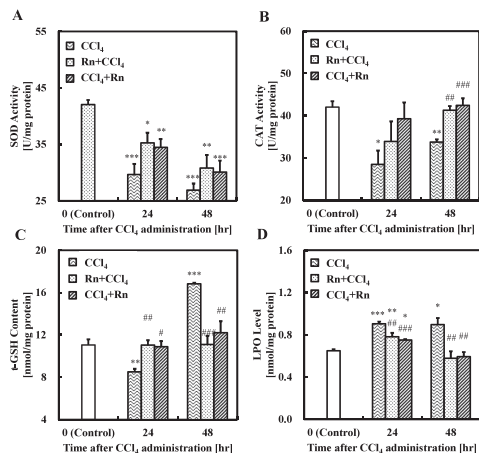 A
CCl4
Rn+CCl4
CCl4+Rn
SOD Activity
[U/mg protein]
45
40
35
30
25
***
*
**
***
**
***
0 (Control) 24 48
Time after CCl4 administration [hr]
B
CCl4
Rn+CCl4
CCl4+Rn
CAT Activity
[U/mg protein]
60
50
40
30
20
*
**
##
###
0 (Control) 24 48
Time after CCl4 administration [hr]
C
CCl4
Rn+CCl4
CCl4+Rn
t-GSH Content
[nmol/mg protein]
20
16
12
8
4
**
##
#
***
###
##
0 (Control) 24 48
Time after CCl4 administration [hr]
D
CCl4
Rn+CCl4
CCl4+Rn
LPO Level
[nmol/mg protein]
1.6
1.2
0.8
0.4
0.0
***
**
##
*
###
*
##
##
0 (Control) 24 48
Time after CCl4 administration [hr]